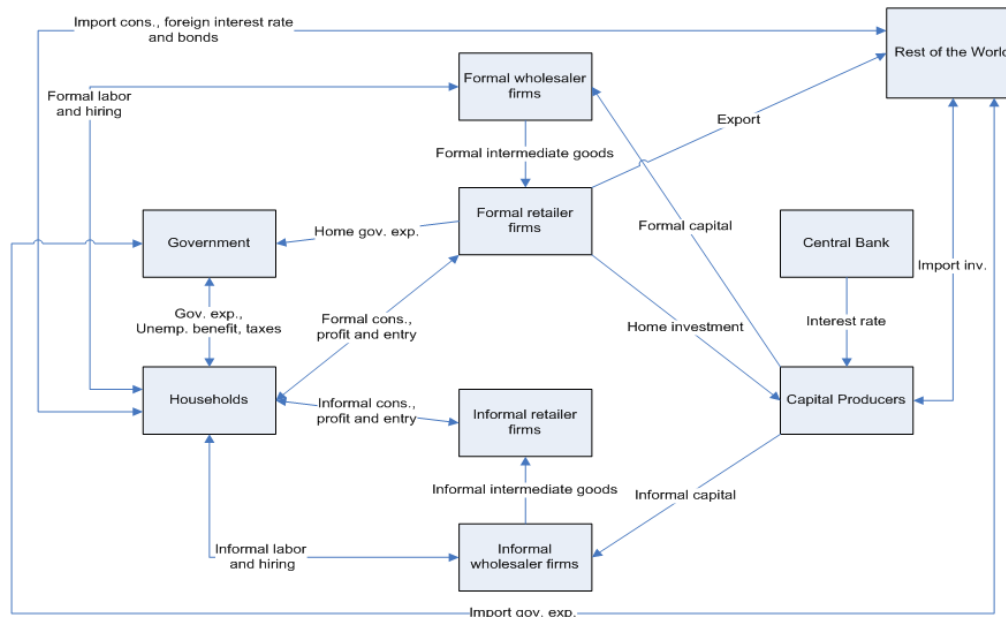 Import cons., foreign interest rate
and bonds
Rest of the World
Formal wholesaler
firms
Formal labor
and hiring
Export
Formal intermediate goods
Formal retailer
firms
Home gov. exp.
Formal capital
Government
Central Bank
Import inv.
Gov. exp.,
Unemp. benefit, taxes
Formal cons.,
profit and entry
Home investment
Interest rate
Households
Informal cons.,
profit and entry
Informal retailer
firms
Capital Producers
Informal intermediate goods
Informal capital
Informal labor
and hiring
Informal
wholesaler firms
Import gov. exp.